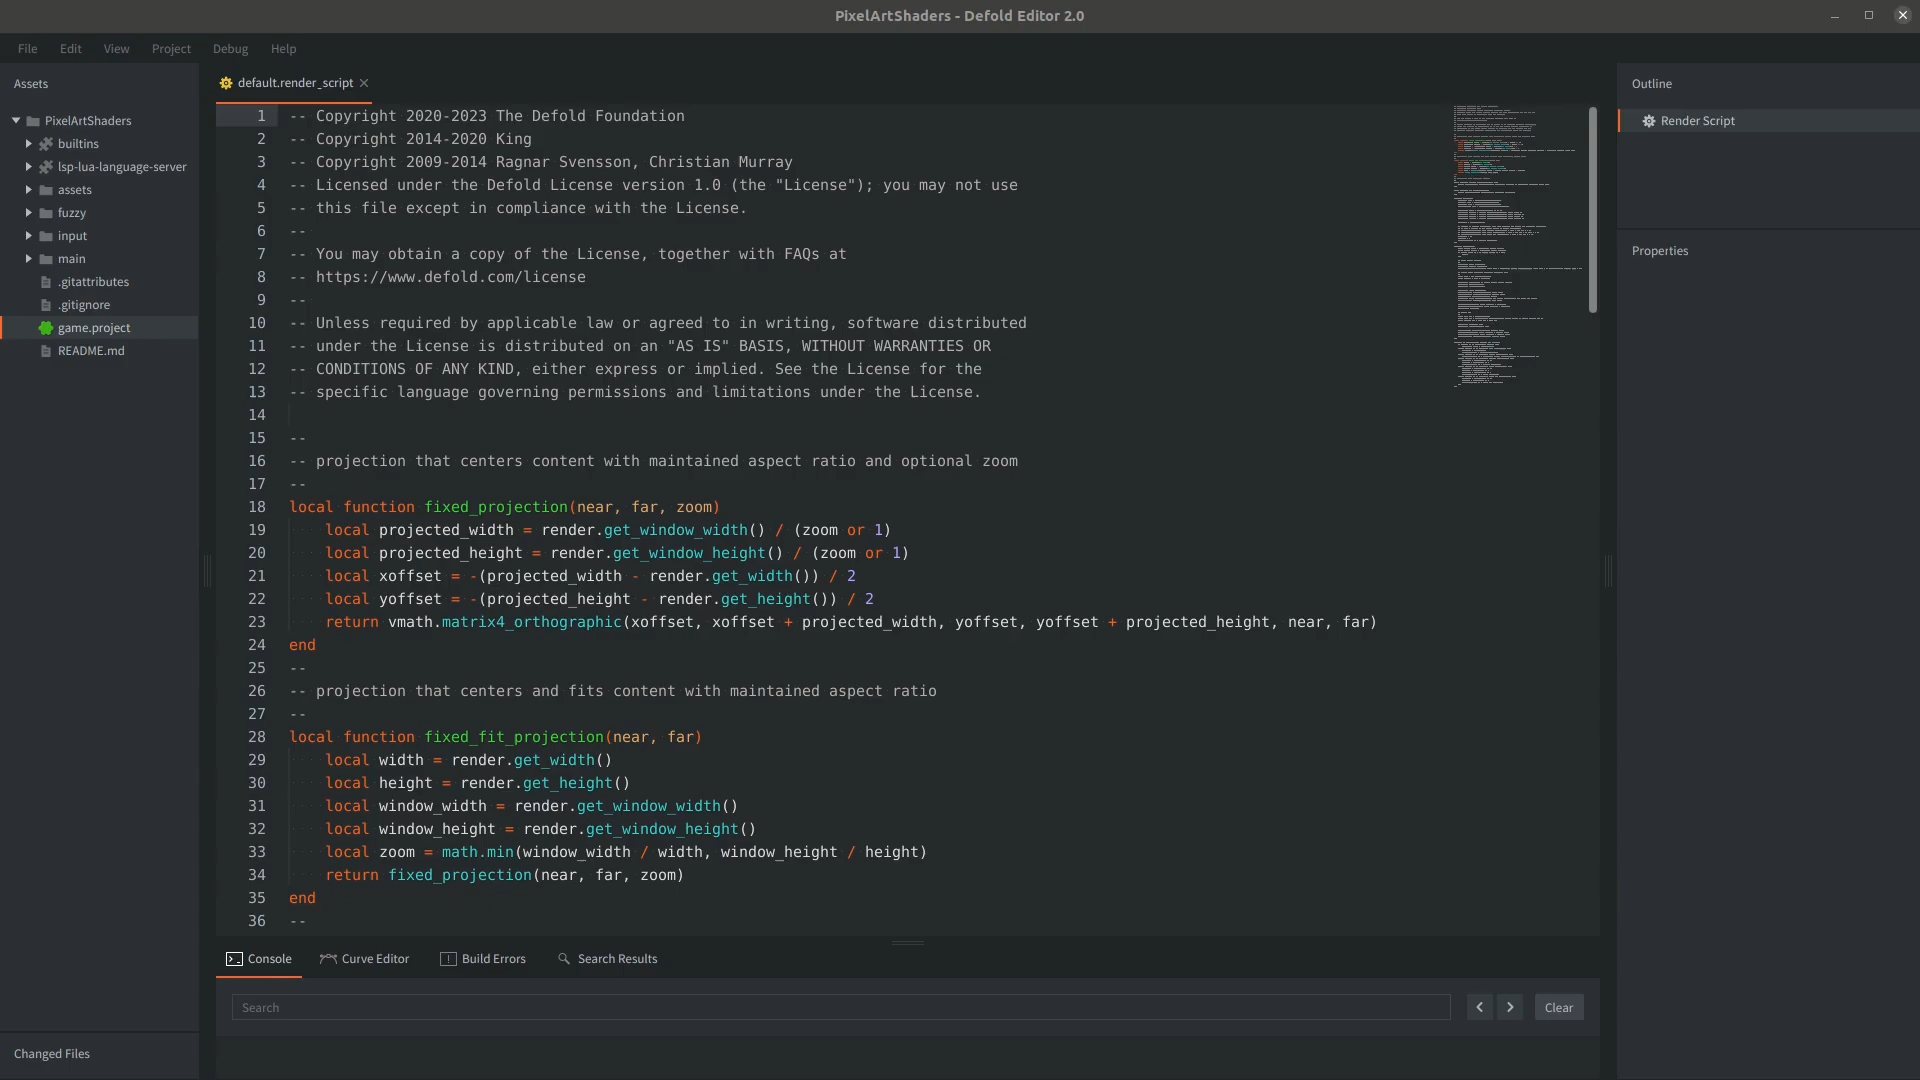 PixelArtShaders - Defold Editor 2.0
File Edit View Project Debug Help
Assets
PixelArtShaders
builtins
lsp-lua-language-server
assets
fuzzy
input
main
.gitattributes
.gitignore
game.project
README.md
Changed Files
default.render_script
1 -- Copyright 2020-2023 The Defold Foundation
2 -- Copyright 2014-2020 King
3 -- Copyright 2009-2014 Ragnar Svensson, Christian Murray
4 -- Licensed under the Defold License version 1.0 (the "License"); you may not use
5 -- this file except in compliance with the License.
6 --
7 -- You may obtain a copy of the License, together with FAQs at
8 -- https://www.defold.com/license
9 --
10 -- Unless required by applicable law or agreed to in writing, software distributed
11 -- under the License is distributed on an "AS IS" BASIS, WITHOUT WARRANTIES OR
12 -- CONDITIONS OF ANY KIND, either express or implied. See the License for the
13 -- specific language governing permissions and limitations under the License.
14
15 --
16 -- projection that centers content with maintained aspect ratio and optional zoom
17 --
18 local function fixed_projection(near, far, zoom)
19     local projected_width = render.get_window_width() / (zoom or 1)
20     local projected_height = render.get_window_height() / (zoom or 1)
21     local xoffset = -(projected_width - render.get_width()) / 2
22     local yoffset = -(projected_height - render.get_height()) / 2
23     return vmath.matrix4_orthographic(xoffset, xoffset + projected_width, yoffset, yoffset + projected_height, near, far)
24 end
25 --
26 -- projection that centers and fits content with maintained aspect ratio
27 --
28 local function fixed_fit_projection(near, far)
29     local width = render.get_width()
30     local height = render.get_height()
31     local window_width = render.get_window_width()
32     local window_height = render.get_window_height()
33     local zoom = math.min(window_width / width, window_height / height)
34     return fixed_projection(near, far, zoom)
35 end
36 --
Console Curve Editor Build Errors Search Results
Search Clear
Outline
Render Script
Properties